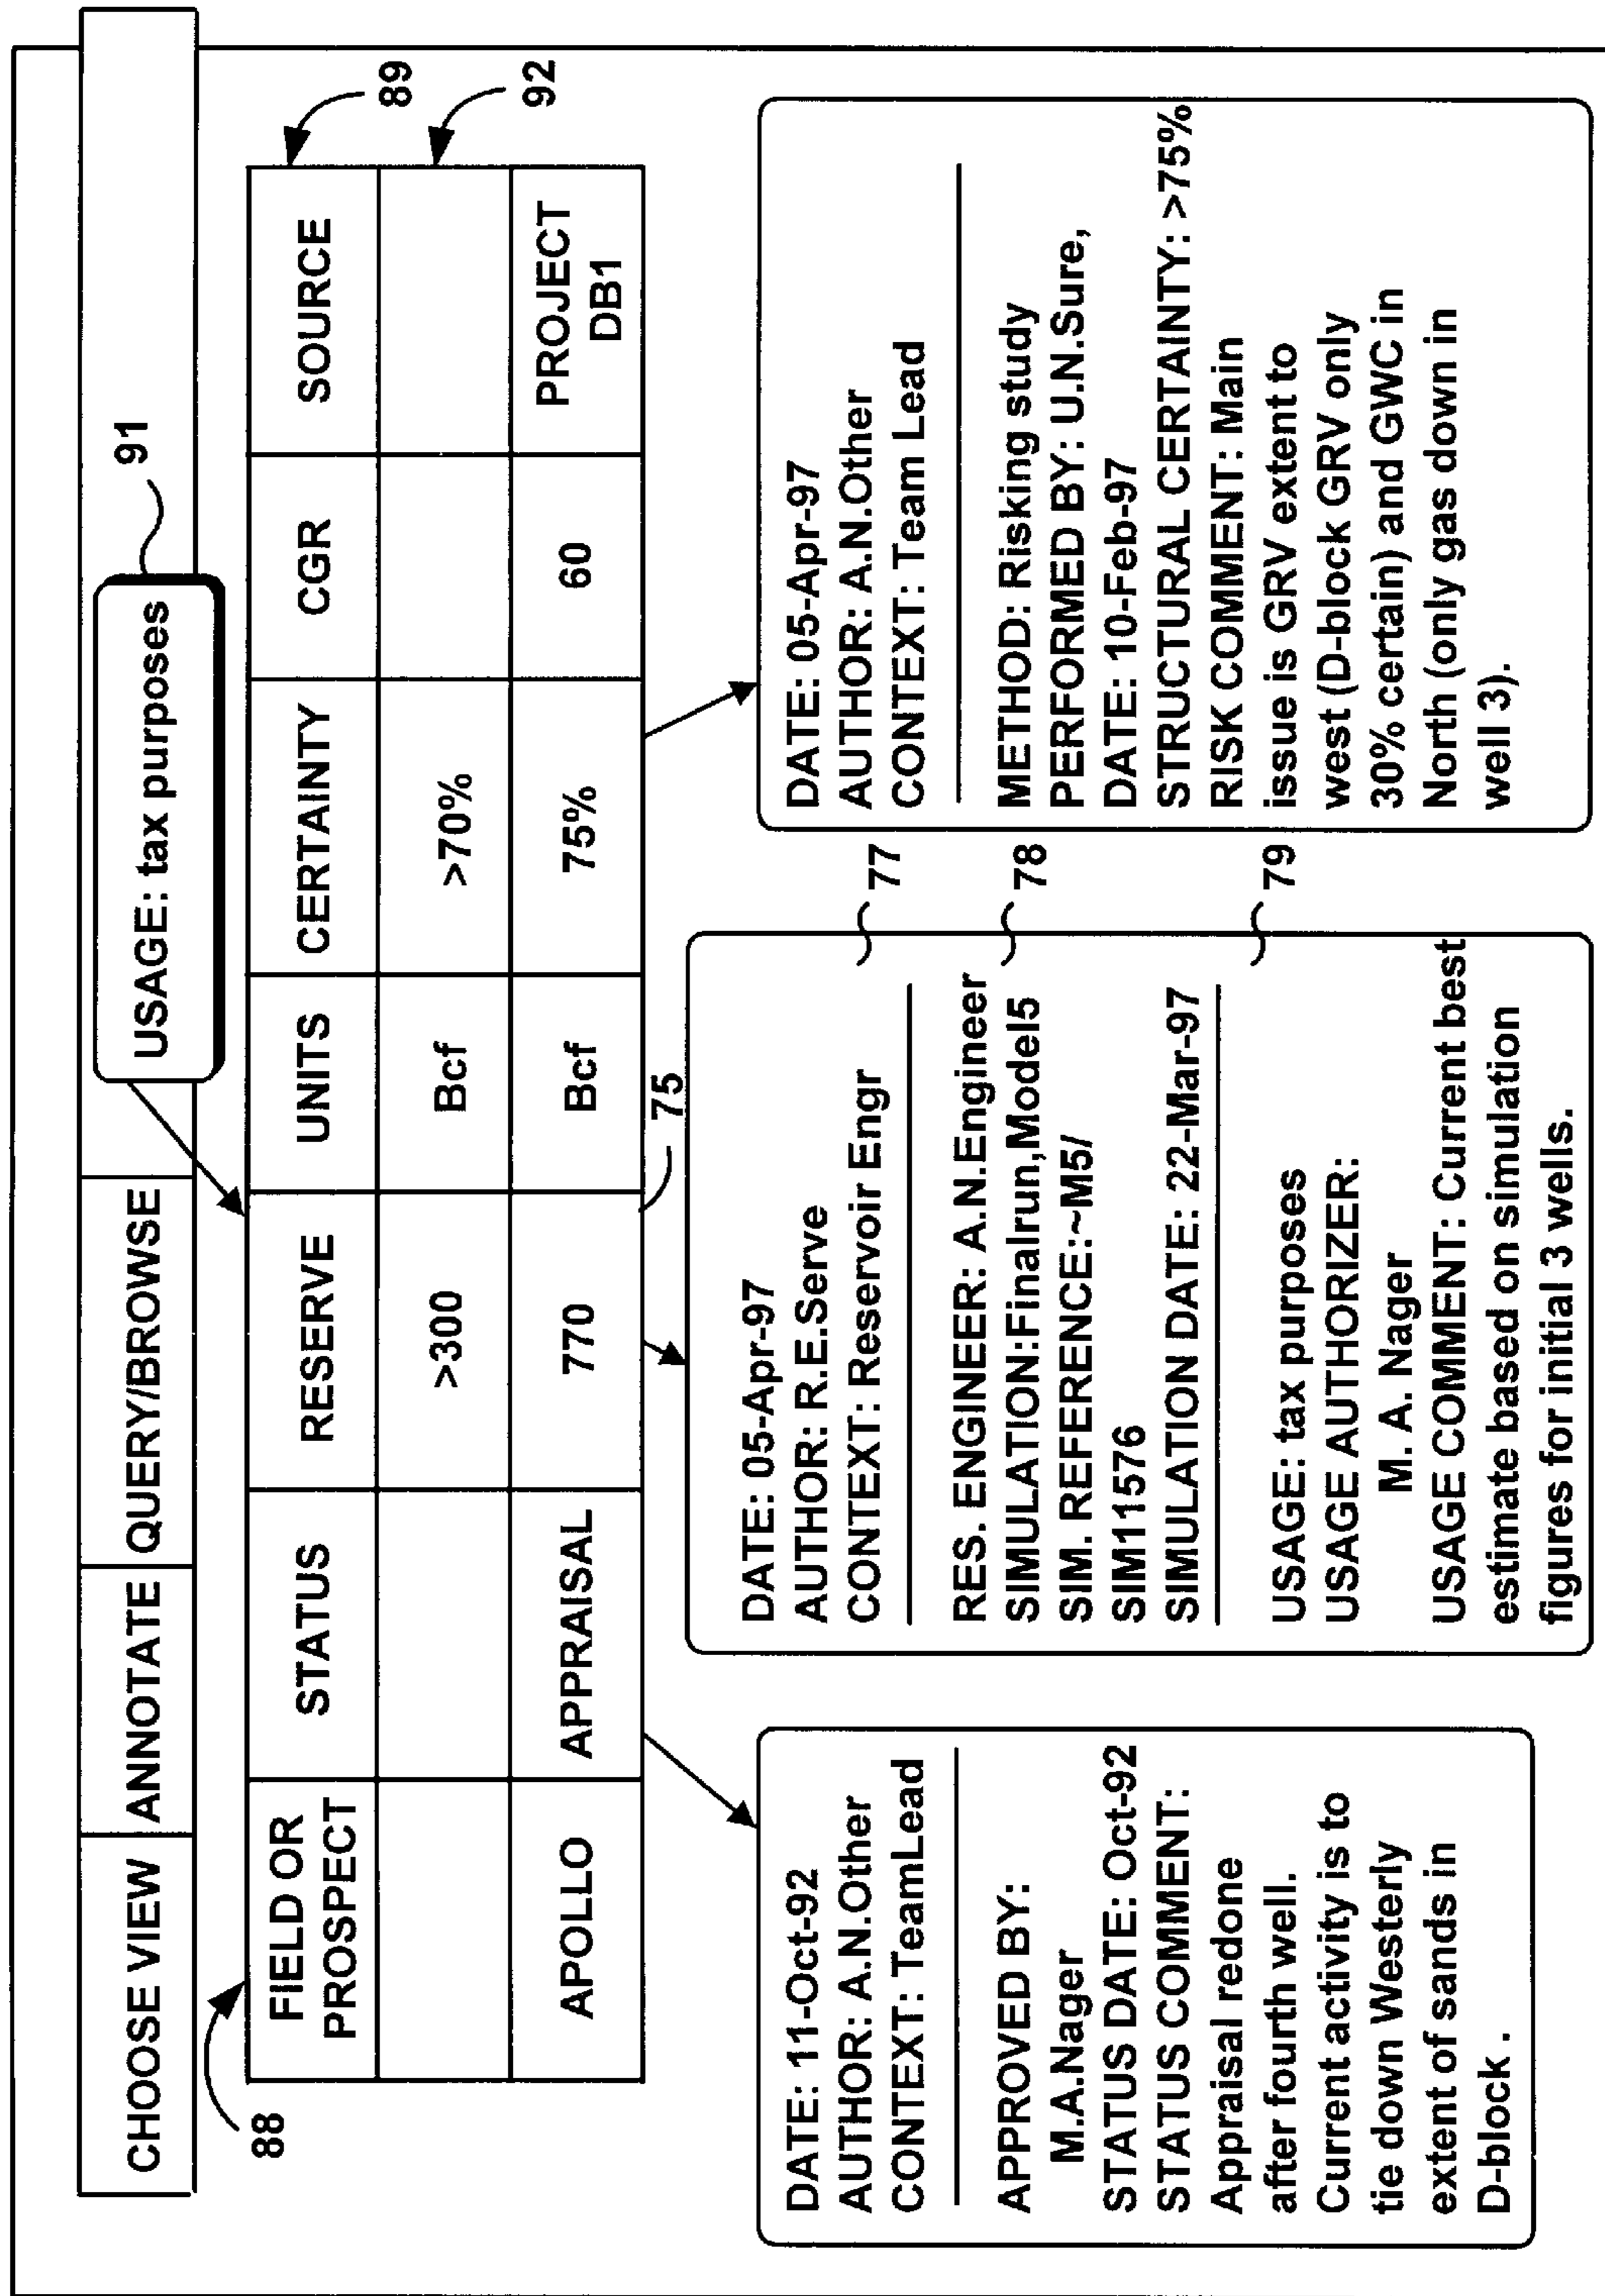 CHOOSE VIEW ANNOTATE QUERY/BROWSE
USAGE: tax purposes
91
88
89
92
FIELD OR PROSPECT STATUS RESERVE UNITS CERTAINTY CGR SOURCE
>300 Bcf >70%
APOLLO APPRAISAL 770 Bcf 75% 60 PROJECT DB1
75
DATE: 11-Oct-92
AUTHOR: A.N.Other
CONTEXT: TeamLead
APPROVED BY:
M.A.Nager
STATUS DATE: Oct-92
STATUS COMMENT:
Appraisal redone
after fourth well.
Current activity is to
tie down Westerly
extent of sands in
D-block .
DATE: 05-Apr-97
AUTHOR: R.E.Serve
CONTEXT: Reservoir Engr
77
RES. ENGINEER: A.N.Engineer
SIMULATION:Finalrun,Model5
78
SIM. REFERENCE:~M5/
SIM11576
SIMULATION DATE: 22-Mar-97
USAGE: tax purposes
79
USAGE AUTHORIZER:
M. A. Nager
USAGE COMMENT: Current best
estimate based on simulation
figures for initial 3 wells.
DATE: 05-Apr-97
AUTHOR: A.N.Other
CONTEXT: Team Lead
METHOD: Risking study
PERFORMED BY: U.N.Sure,
DATE: 10-Feb-97
STRUCTURAL CERTAINTY: >75%
RISK COMMENT: Main
issue is GRV extent to
west (D-block GRV only
30% certain) and GWC in
North (only gas down in
well 3).